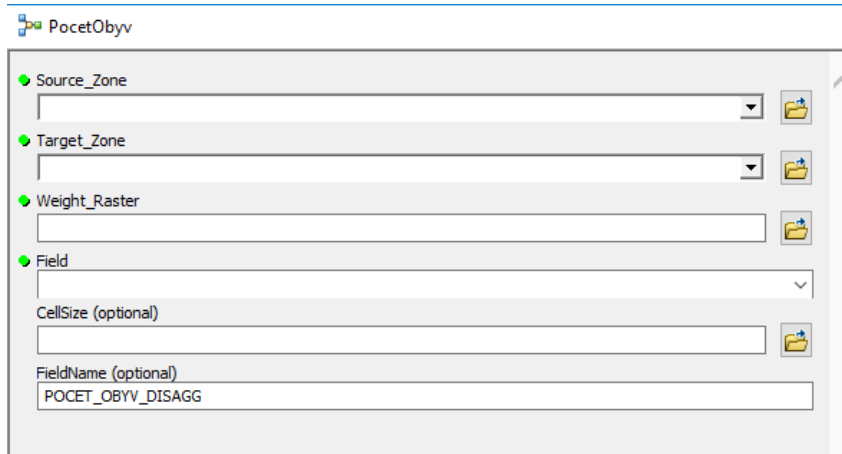 PocetObyv
Source_Zone
Target_Zone
Weight_Raster
Field
CellSize (optional)
FieldName (optional)
POCET_OBYV_DISAGG